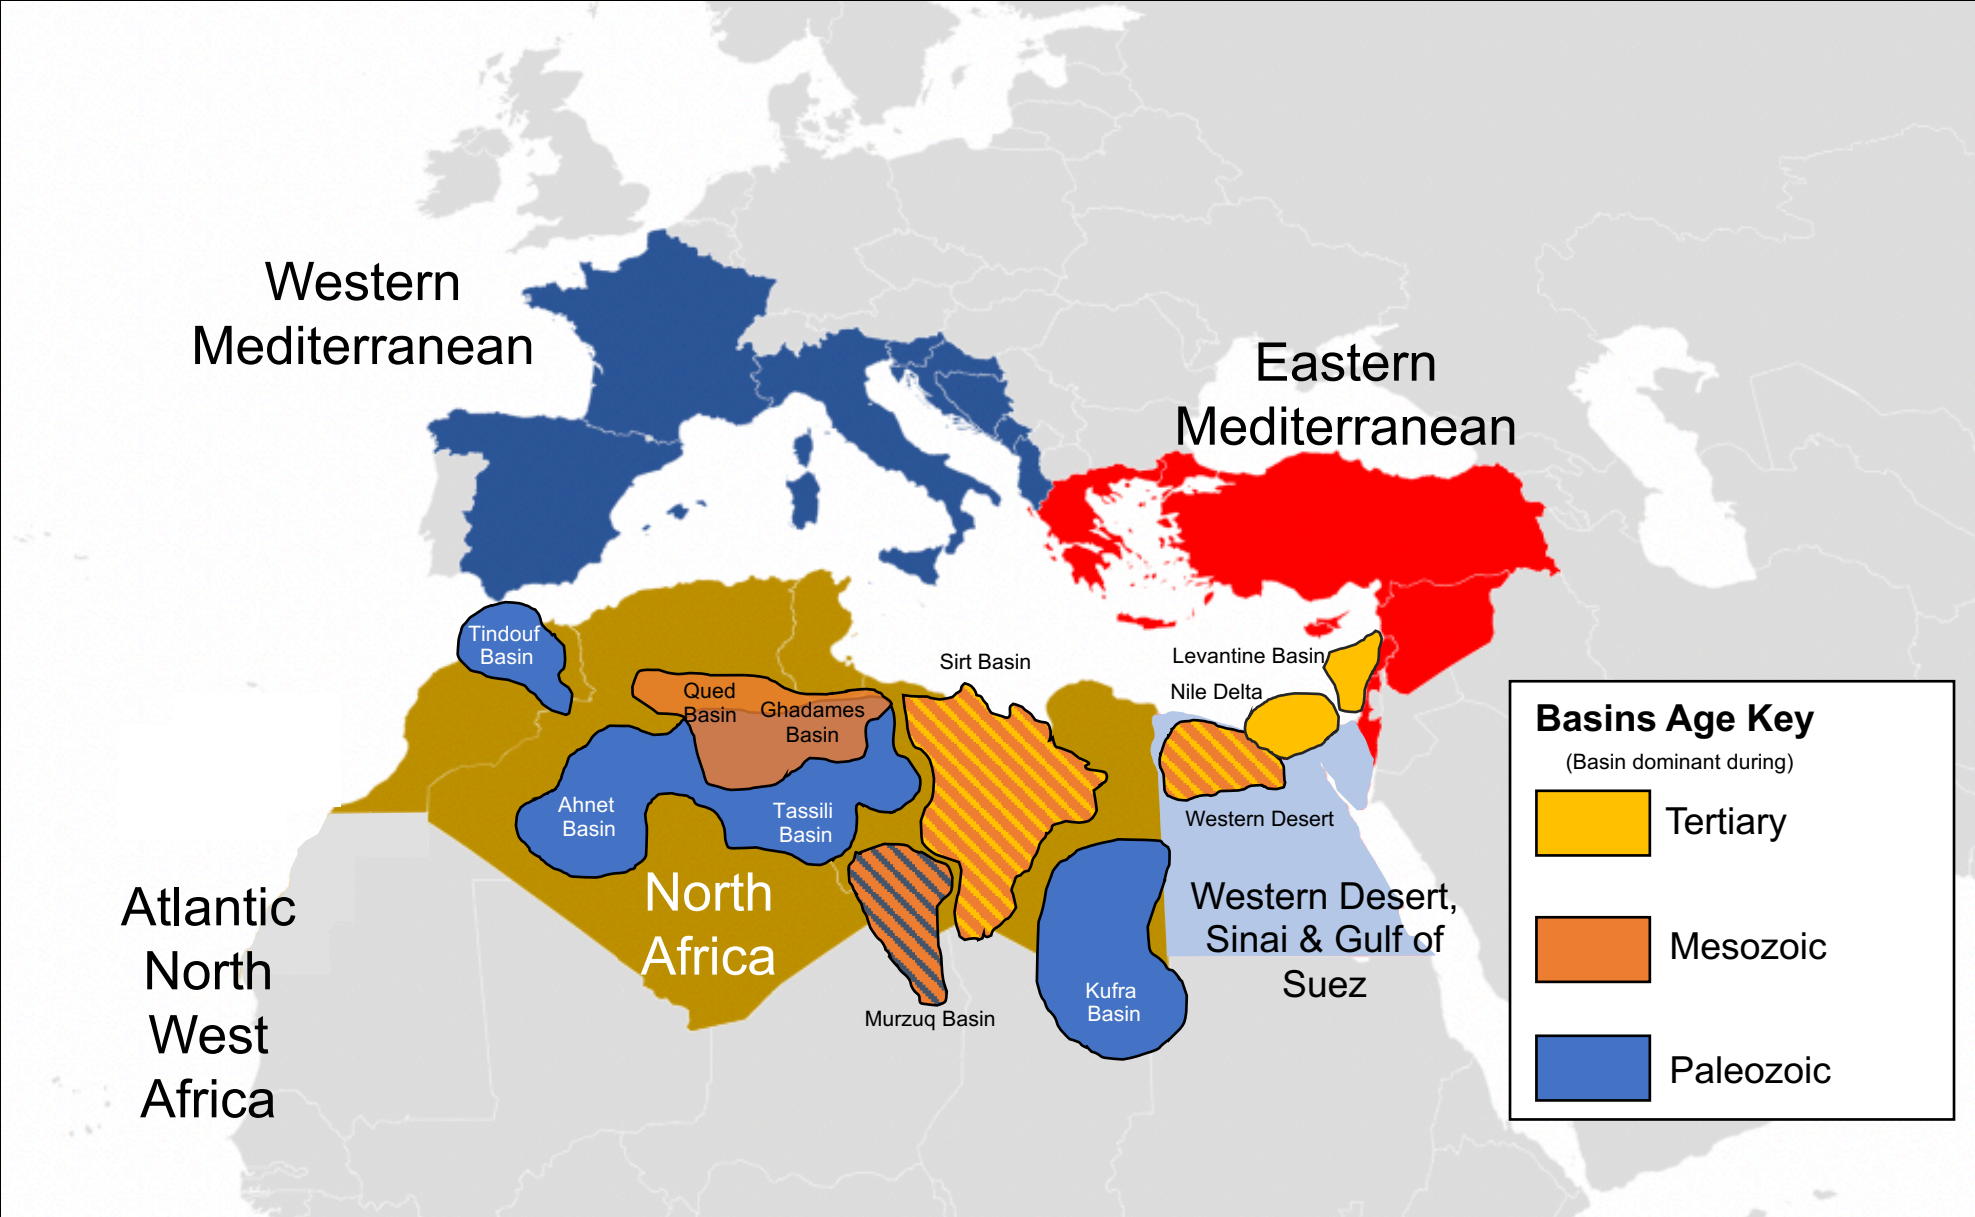 Western
Mediterranean
Eastern
Mediterranean
Tindouf
Basin
Sirt Basin
Levantine Basin
Nile Delta
Qued
Basin
Ghadames
Basin
Ahnet
Basin
Tassili
Basin
Western Desert
North
Africa
Western Desert,
Sinai & Gulf of
Suez
Atlantic
North
West
Africa
Kufra
Basin
Murzuq Basin
Basins Age Key
(Basin dominant during)
Tertiary
Mesozoic
Paleozoic